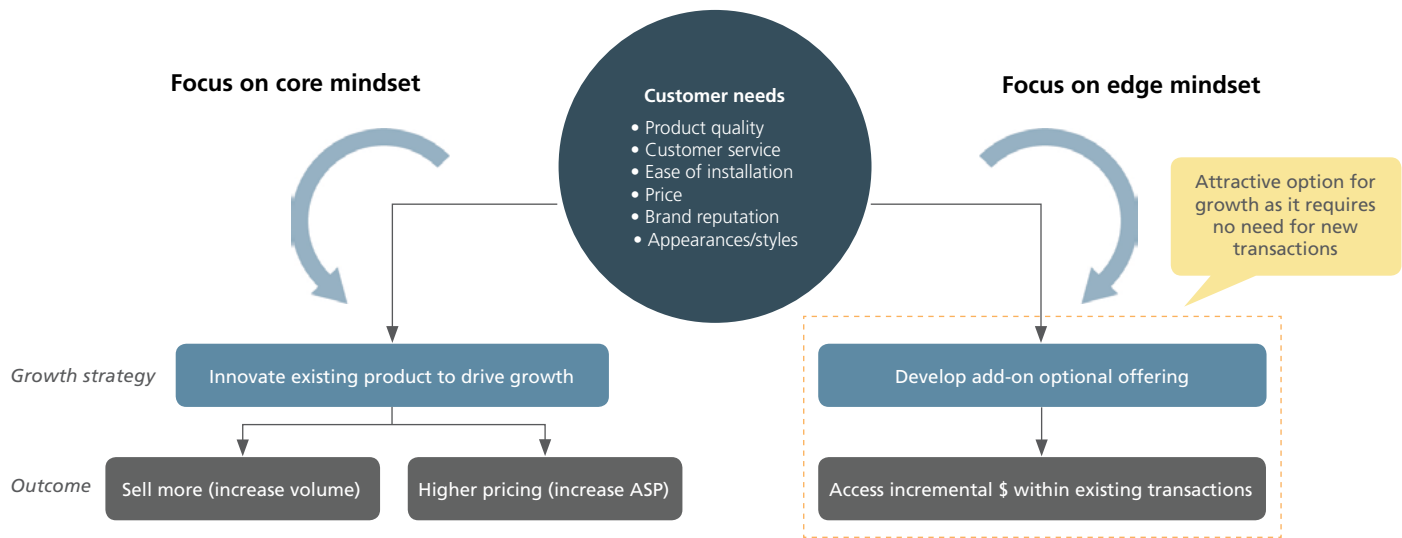 Focus on core mindset
Customer needs
• Product quality
• Customer service
• Ease of installation
• Price
• Brand reputation
• Appearances/styles
Focus on edge mindset
Attractive option for
growth as it requires
no need for new
transactions
Growth strategy
Innovate existing product to drive growth
Develop add-on optional offering
Outcome
Sell more (increase volume)
Higher pricing (increase ASP)
Access incremental $ within existing transactions